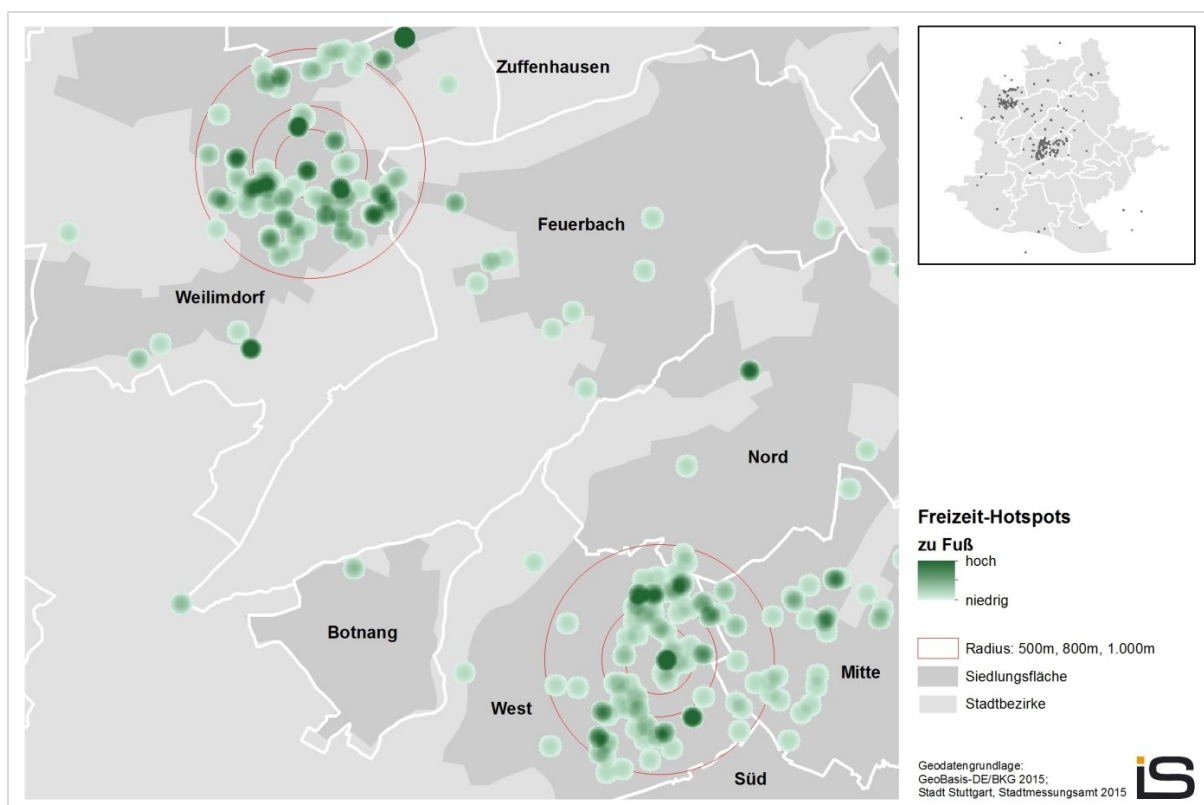 Zuffenhausen
Feuerbach
Weilimdorf
Nord
Botnang
Mitte
West
Süd
Freizeit-Hotspots
zu Fuß
hoch
niedrig
Radius: 500m, 800m, 1.000m
Siedlungsfläche
Stadtbezirke
Geodatengrundlage:
GeoBasis-DE/BKG 2015;
Stadt Stuttgart, Stadtmessungsamt 2015
iS